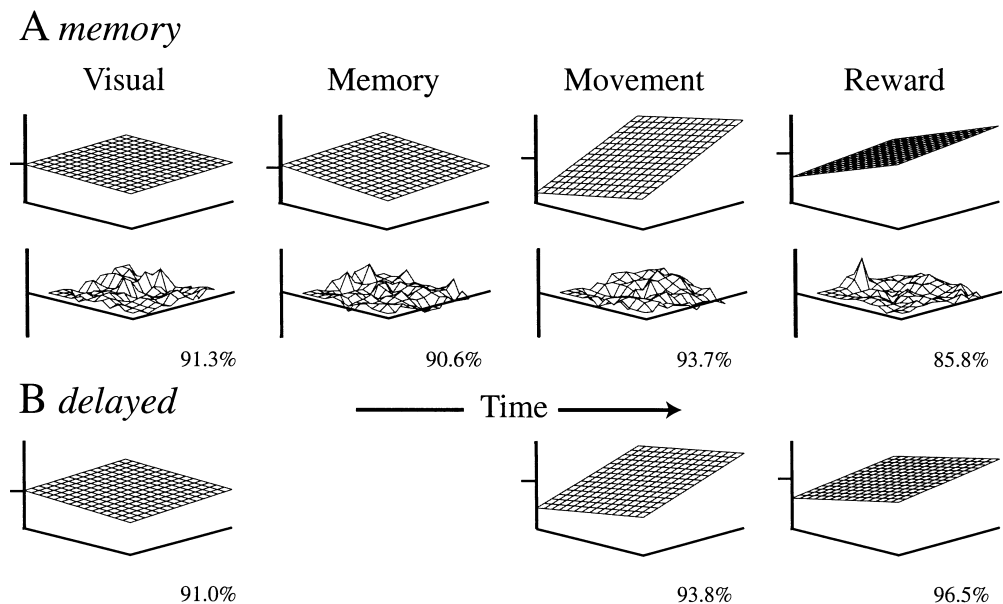 A memory
Visual Memory Movement Reward
91.3% 90.6% 93.7% 85.8%
B delayed
Time
91.0% 93.8% 96.5%